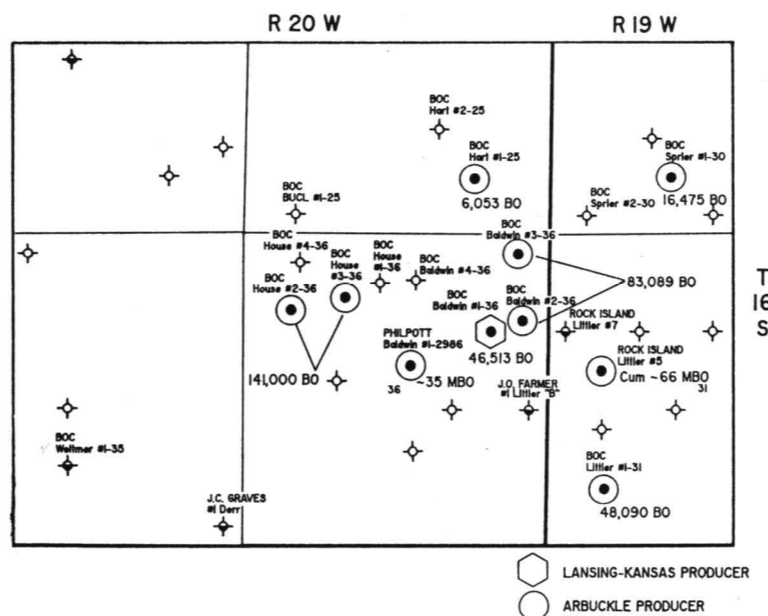 R 20 W
R 19 W
BOC
Hart #2-25
BOC
Hart #1-25
6,053 BO
BOC
Sprier #1-30
16,475 BO
BOC
Sprier #2-30
BOC
BUCL #1-25
BOC
House #4-36
BOC
House
#3-36
BOC
House
#1-36
BOC
Baldwin #4-36
BOC
Baldwin #3-36
BOC
House #2-36
BOC
Baldwin #1-36
BOC
Baldwin #2-36
83,089 BO
T
16
S
ROCK ISLAND
Littler #7
46,513 BO
PHILPOTT
Baldwin #1-2986
~35 MBO
36
141,000 BO
ROCK ISLAND
Littler #5
Cum ~66 MBO
31
J.O. FARMER
#1 Littler "B"
BOC
Weltmer #1-35
BOC
Littler #1-31
48,090 BO
J.C. GRAVES
#1 Derr
LANSING-KANSAS PRODUCER
ARBUCKLE PRODUCER